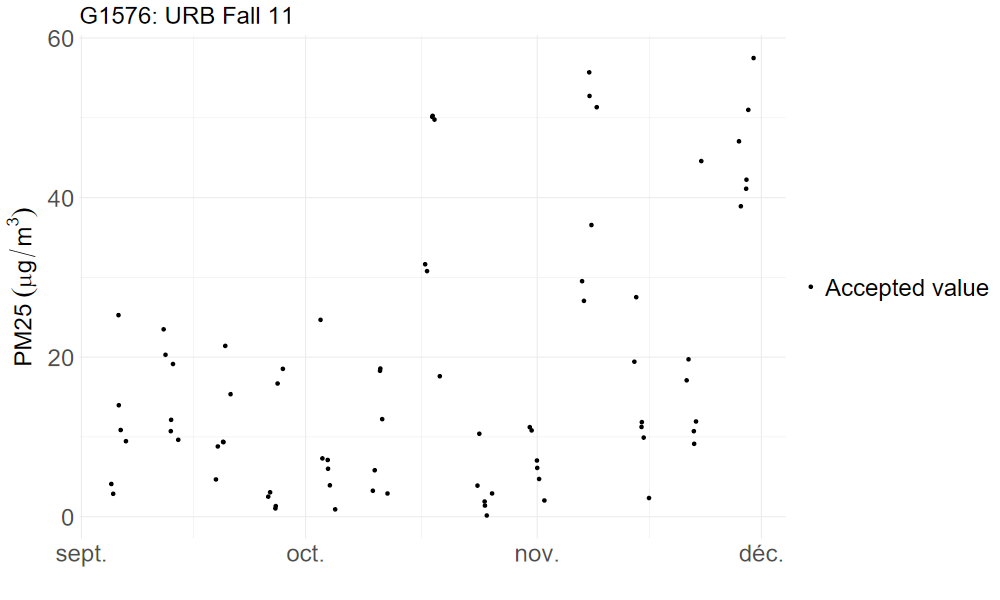 G1576: URB Fall 11
60
40
20
0
PM25 (μg/m³)
sept.
oct.
nov.
déc.
Accepted value